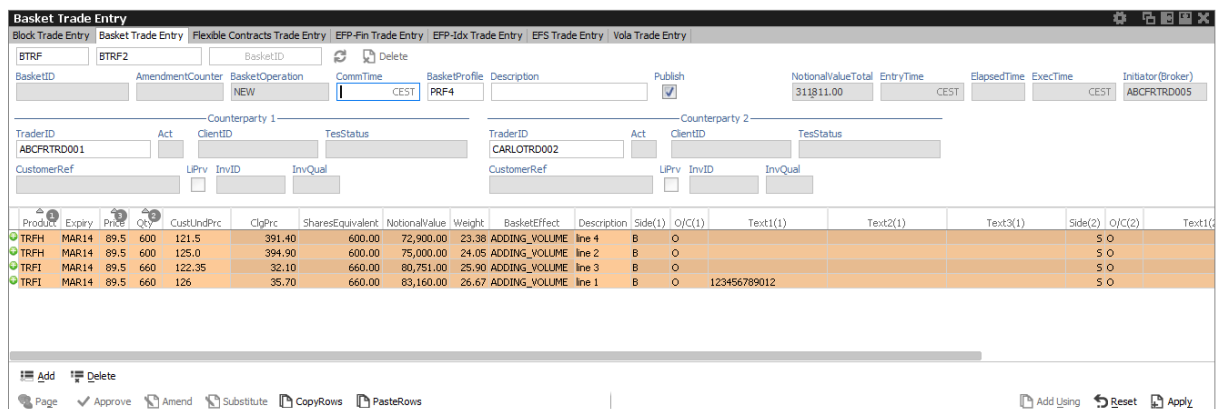 Basket Trade Entry
Block Trade Entry Basket Trade Entry Flexible Contracts Trade Entry EFP-Fin Trade Entry EFP-Idx Trade Entry EFS Trade Entry Vola Trade Entry
BTRF BTRF2 BasketID Delete
BasketID AmendmentCounter BasketOperation CommTime BasketProfile Description Publish NotionalValueTotal EntryTime ElapsedTime ExecTime Initiator(Broker)
NEW CEST PRF4 311811.00 CEST CEST ABCFRTRD005
Counterparty 1 Counterparty 2
TraderID Act ClientID TesStatus TraderID Act ClientID TesStatus
ABCFRTRD001 CARLOTRD002
CustomerRef LiPrv InvID InvQual CustomerRef LiPrv InvID InvQual
Product 1 Expiry Price 3 Qty 2 CustUndPrc ClgPrc SharesEquivalent NotionalValue Weight BasketEffect Description Side(1) O/C(1) Text1(1) Text2(1) Text3(1) Side(2) O/C(2) Text1(2
TRFH MAR14 89.5 600 121.5 391.40 600.00 72,900.00 23.38 ADDING_VOLUME line 4 B O S O
TRFH MAR14 89.5 600 125.0 394.90 600.00 75,000.00 24.05 ADDING_VOLUME line 2 B O S O
TRFI MAR14 89.5 660 122.35 32.10 660.00 80,751.00 25.90 ADDING_VOLUME line 3 B O S O
TRFI MAR14 89.5 660 126 35.70 660.00 83,160.00 26.67 ADDING_VOLUME line 1 B O 123456789012 S O
Add Delete
Page Approve Amend Substitute CopyRows PasteRows Add Using Reset Apply